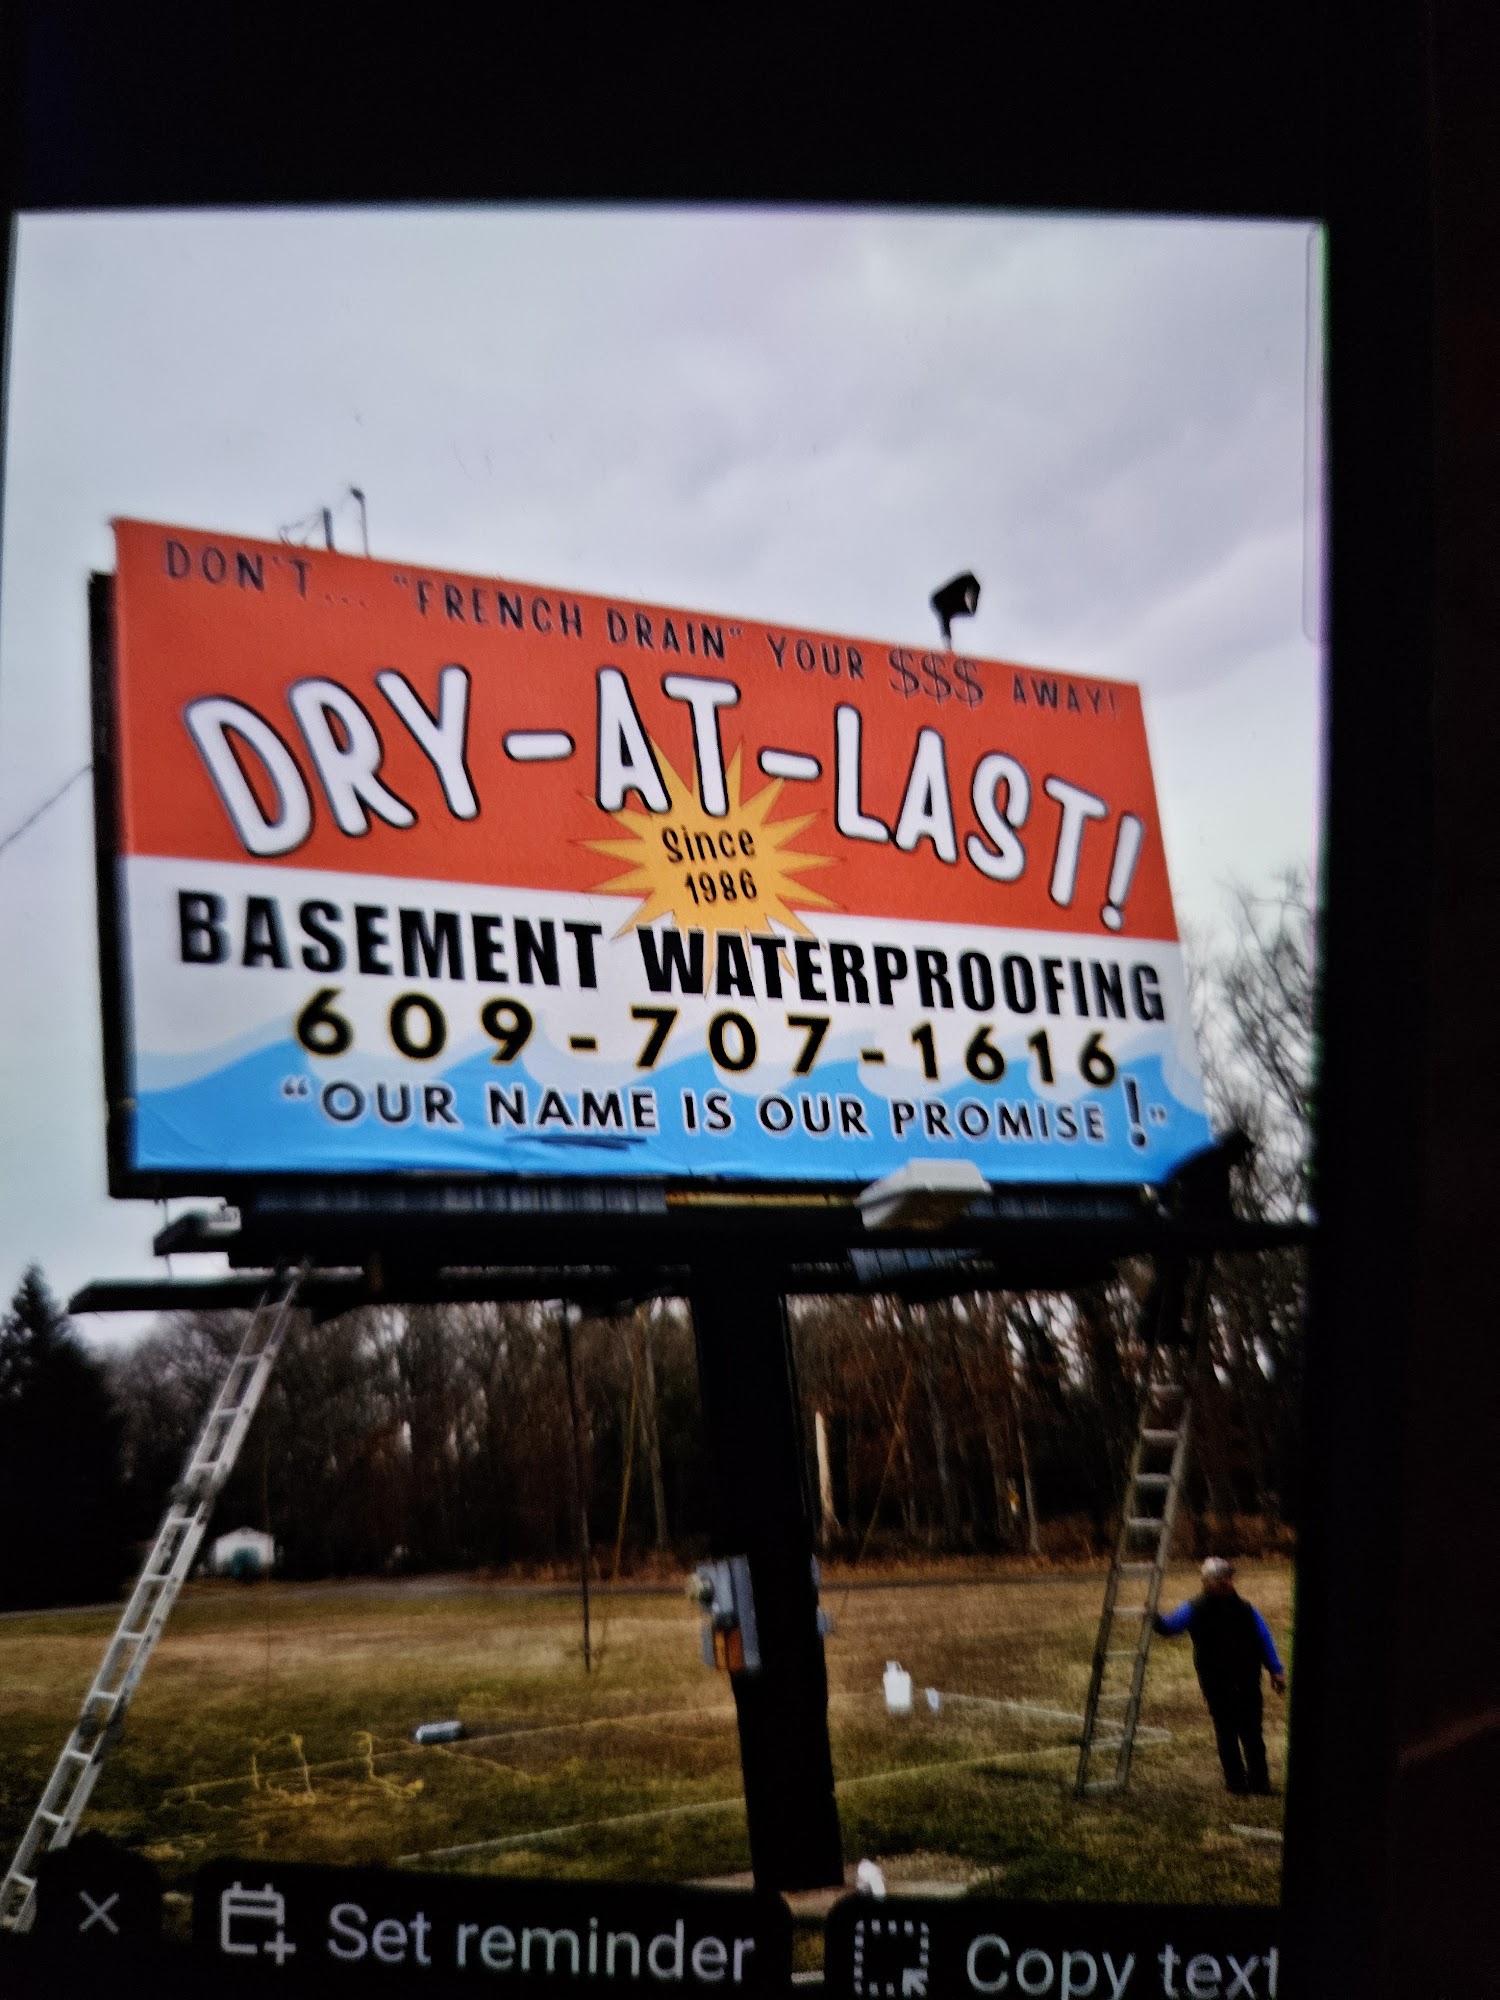 DON'T... "FRENCH DRAIN" YOUR $$$ AWAY!
DRY-AT-LAST!
Since
1986
BASEMENT WATERPROOFING
609-707-1616
"OUR NAME IS OUR PROMISE!"
Set reminder
Copy text